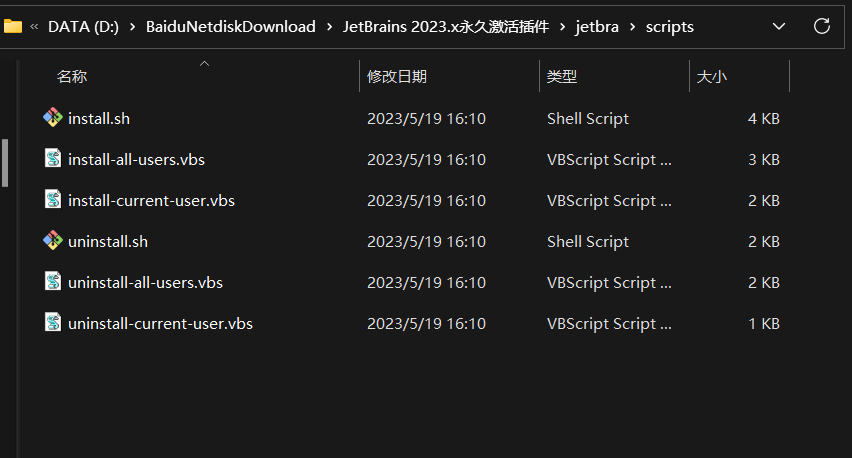 « DATA (D:) › BaiduNetdiskDownload › JetBrains 2023.x永久激活插件 › jetbra › scripts
名称 修改日期 类型 大小
install.sh 2023/5/19 16:10 Shell Script 4 KB
install-all-users.vbs 2023/5/19 16:10 VBScript Script ... 3 KB
install-current-user.vbs 2023/5/19 16:10 VBScript Script ... 2 KB
uninstall.sh 2023/5/19 16:10 Shell Script 2 KB
uninstall-all-users.vbs 2023/5/19 16:10 VBScript Script ... 2 KB
uninstall-current-user.vbs 2023/5/19 16:10 VBScript Script ... 1 KB